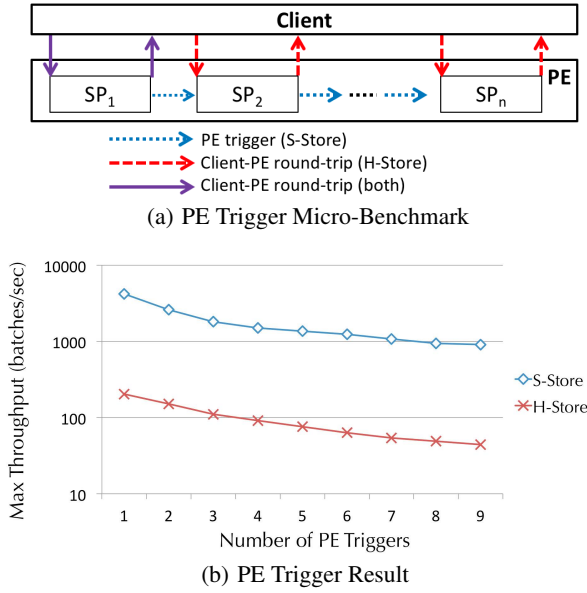 Client
PE
SP1 SP2 SPn
PE trigger (S-Store)
Client-PE round-trip (H-Store)
Client-PE round-trip (both)
(a) PE Trigger Micro-Benchmark
Max Throughput (batches/sec)
10000
1000
100
10
1 2 3 4 5 6 7 8 9
Number of PE Triggers
S-Store
H-Store
(b) PE Trigger Result